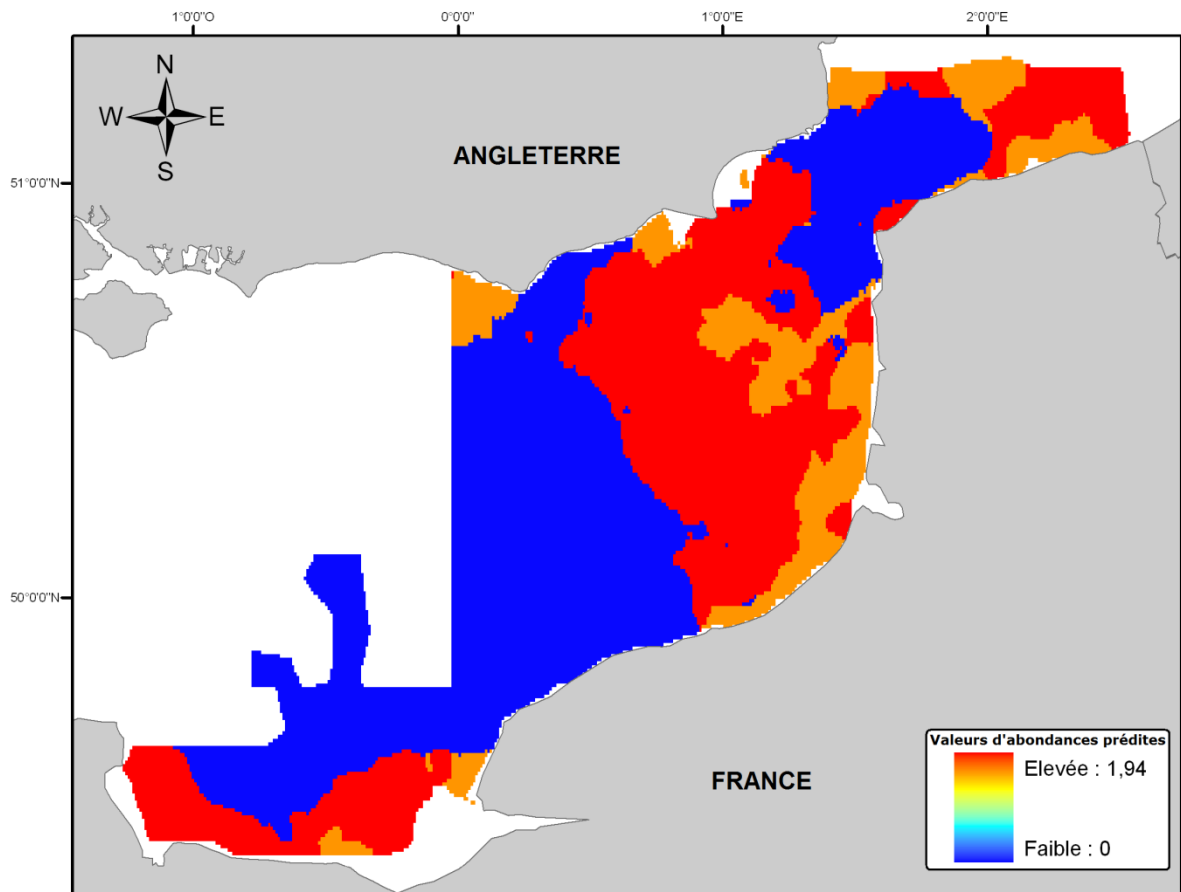 1°0'0"O 0°0'0" 1°0'0"E 2°0'0"E
N
W E
S
ANGLETERRE
51°0'0"N
50°0'0"N
FRANCE
Valeurs d'abondances prédites
Elevée : 1,94
Faible : 0